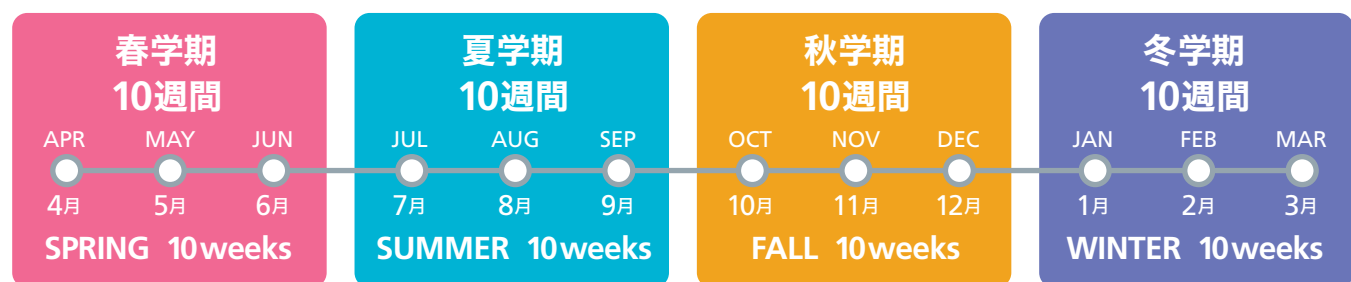 春学期
10週間
APR MAY JUN
4月 5月 6月
SPRING 10 weeks
夏学期
10週間
JUL AUG SEP
7月 8月 9月
SUMMER 10 weeks
秋学期
10週間
OCT NOV DEC
10月 11月 12月
FALL 10 weeks
冬学期
10週間
JAN FEB MAR
1月 2月 3月
WINTER 10 weeks